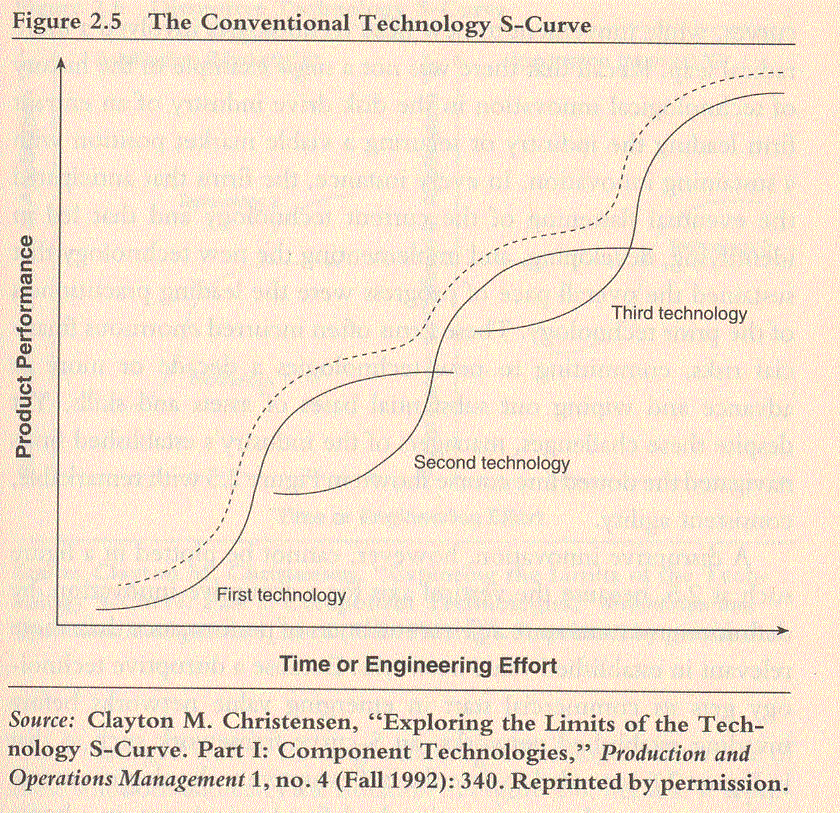 Figure 2.5 The Conventional Technology S-Curve
Product Performance
Third technology
Second technology
First technology
Time or Engineering Effort
Source: Clayton M. Christensen, “Exploring the Limits of the Tech-
nology S-Curve. Part I: Component Technologies,” Production and
Operations Management 1, no. 4 (Fall 1992): 340. Reprinted by permission.